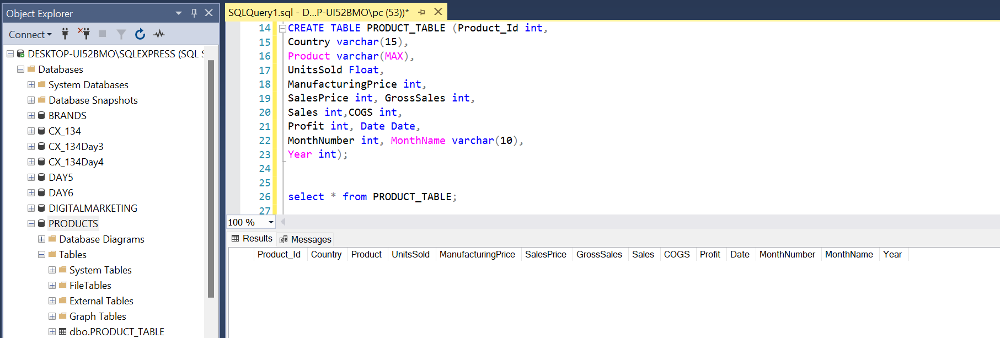 Object Explorer
Connect
DESKTOP-UI52BMO\SQLEXPRESS (SQL S
Databases
System Databases
Database Snapshots
BRANDS
CX_134
CX_134Day3
CX_134Day4
DAY5
DAY6
DIGITALMARKETING
PRODUCTS
Database Diagrams
Tables
System Tables
FileTables
External Tables
Graph Tables
dbo.PRODUCT_TABLE
SQLQuery1.sql - D...P-UI52BMO\pc (53))*
14 CREATE TABLE PRODUCT_TABLE (Product_Id int,
15 Country varchar(15),
16 Product varchar(MAX),
17 UnitsSold Float,
18 ManufacturingPrice int,
19 SalesPrice int, GrossSales int,
20 Sales int,COGS int,
21 Profit int, Date Date,
22 MonthNumber int, MonthName varchar(10),
23 Year int);
24
25
26 select * from PRODUCT_TABLE;
27
100 %
Results Messages
Product_Id Country Product UnitsSold ManufacturingPrice SalesPrice GrossSales Sales COGS Profit Date MonthNumber MonthName Year